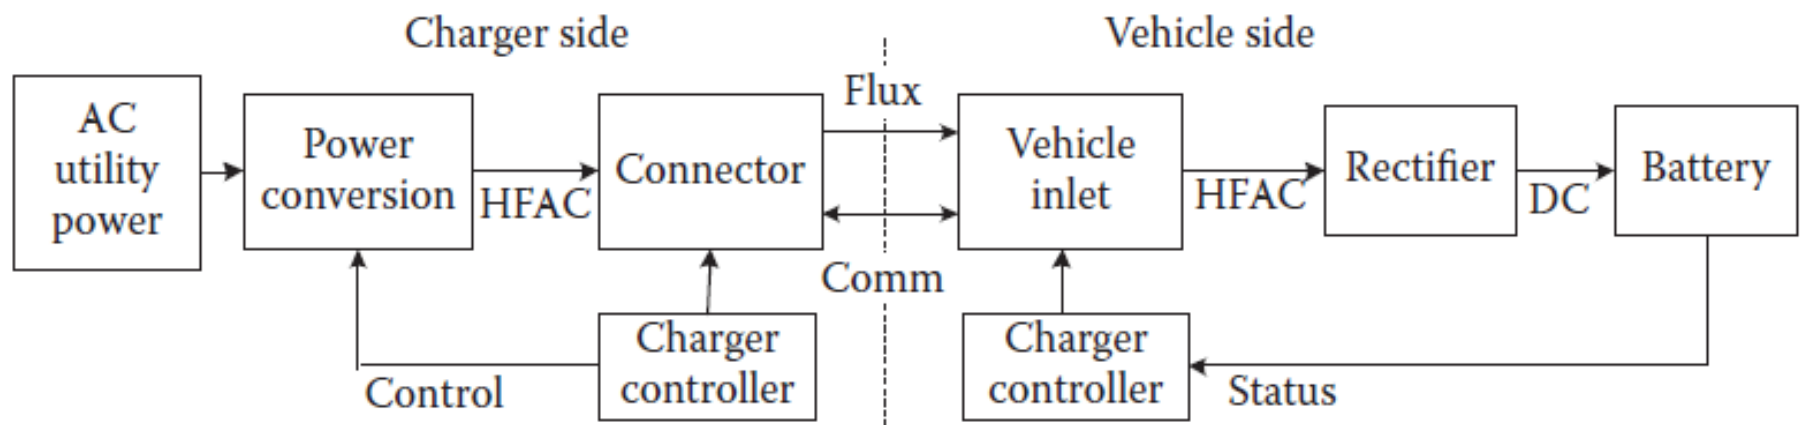 Charger side
Vehicle side
AC
utility
power
Power
conversion
HFAC
Connector
Flux
Comm
Vehicle
inlet
HFAC
Rectifier
DC
Battery
Control
Charger
controller
Charger
controller
Status